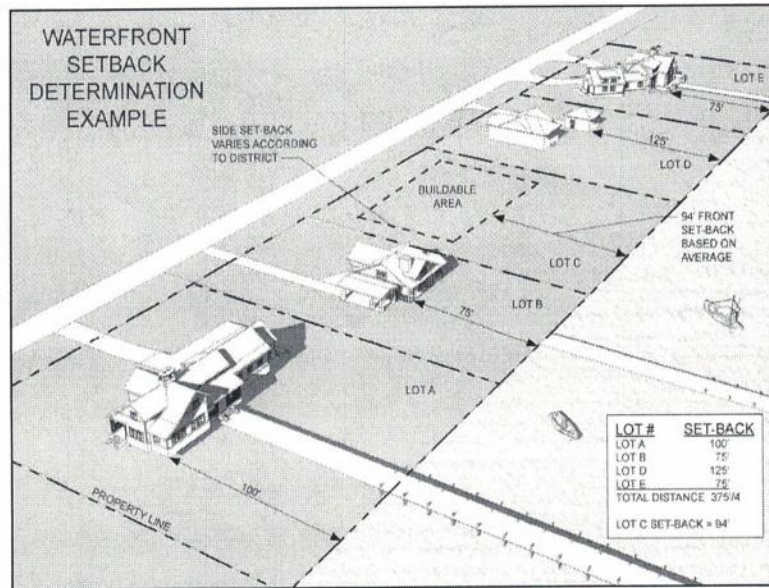 WATERFRONT
SETBACK
DETERMINATION
EXAMPLE
LOT E
75'
SIDE SET-BACK
VARIES ACCORDING
TO DISTRICT
125'
LOT D
BUILDABLE
AREA
94' FRONT
SET-BACK
BASED ON
AVERAGE
LOT C
LOT B
75'
LOT A
100'
PROPERTY LINE
LOT # SET-BACK
LOT A 100'
LOT B 75'
LOT D 125'
LOT E 75'
TOTAL DISTANCE 375'/4
LOT C SET-BACK = 94'